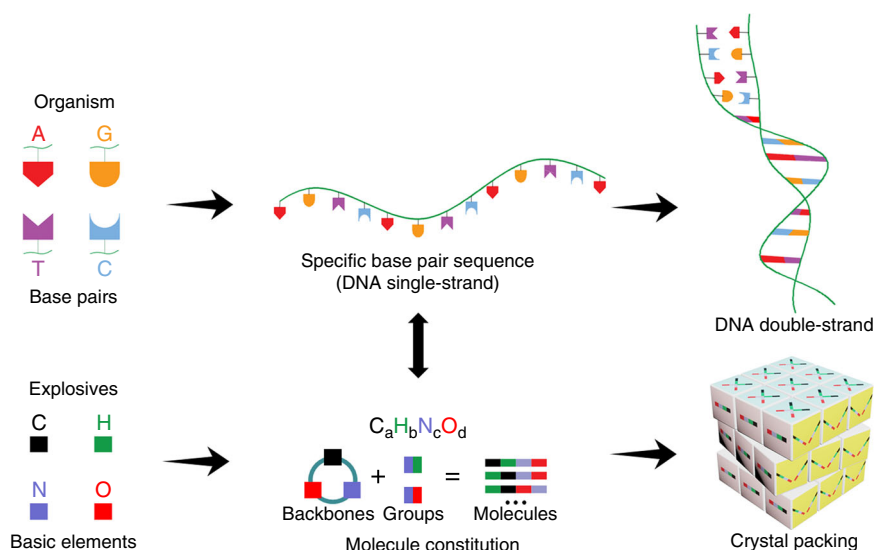 Organism
A G
T C
Base pairs
Specific base pair sequence
(DNA single-strand)
DNA double-strand
Explosives
C H
N O
Basic elements
CaHbNcOd
+ =
Backbones Groups Molecules
...
Molecule constitution
Crystal packing